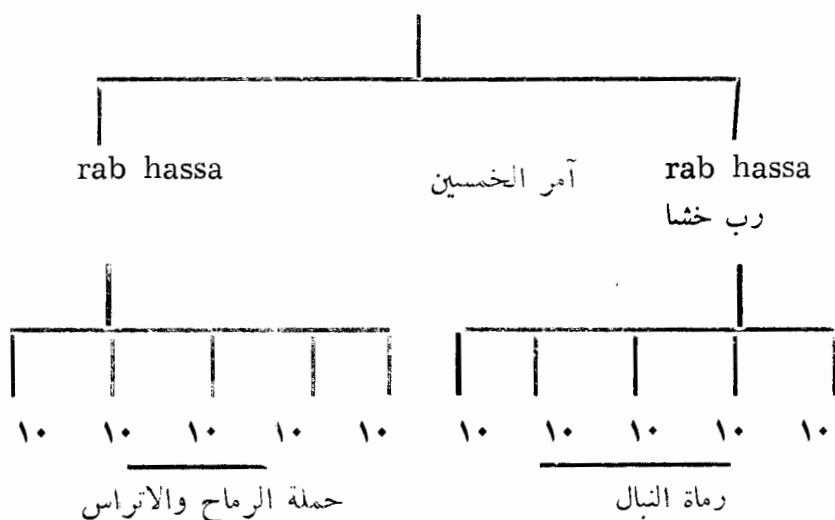 rab hassa آمر الخمسين rab hassa
رب خشا
١٠ ١٠ ١٠ ١٠ ١٠ ١٠ ١٠ ١٠ ١٠ ١٠
رماة النبال حملة الرماح والاتراس